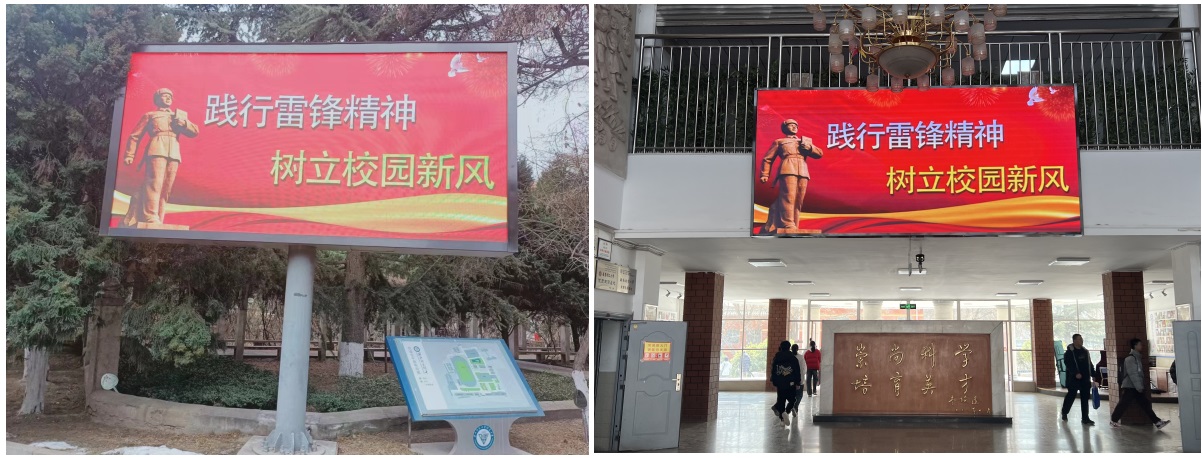 践行雷锋精神
树立校园新风
践行雷锋精神
树立校园新风
崇尚科学
培育英才